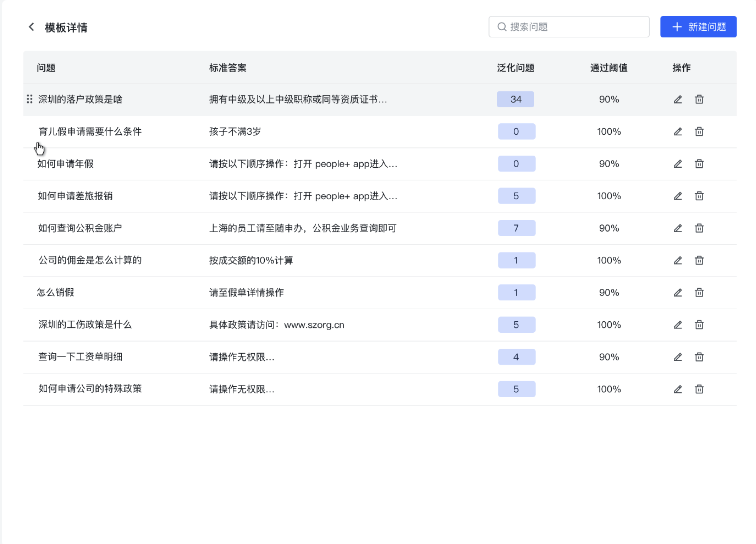 模板详情 搜索问题 新建问题
问题 标准答案 泛化问题 通过阈值 操作
深圳的落户政策是啥 拥有中级及以上中级职称或同等资质证书... 34 90%
育儿假申请需要什么条件 孩子不满3岁 0 100%
如何申请年假 请按以下顺序操作：打开 people+ app进入... 0 90%
如何申请差旅报销 请按以下顺序操作：打开 people+ app进入... 5 100%
如何查询公积金账户 上海的员工请至随申办，公积金业务查询即可 7 90%
公司的佣金是怎么计算的 按成交额的10%计算 1 100%
怎么销假 请至假单详情操作 1 90%
深圳的工伤政策是什么 具体政策请访问：www.szorg.cn 5 100%
查询一下工资单明细 请操作无权限... 4 90%
如何申请公司的特殊政策 请操作无权限... 5 100%